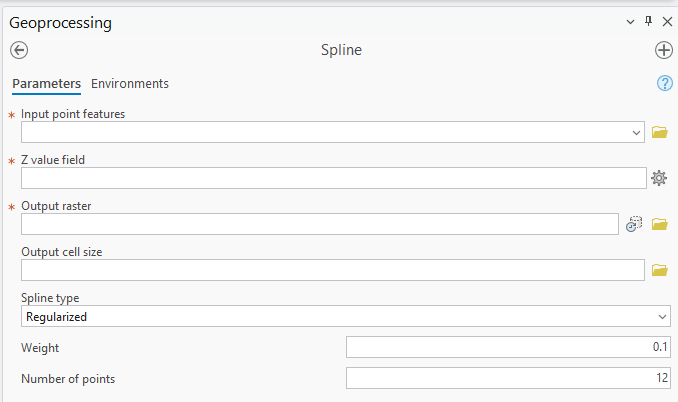 Geoprocessing
Spline
Parameters Environments
* Input point features
* Z value field
* Output raster
Output cell size
Spline type
Regularized
Weight 0.1
Number of points 12